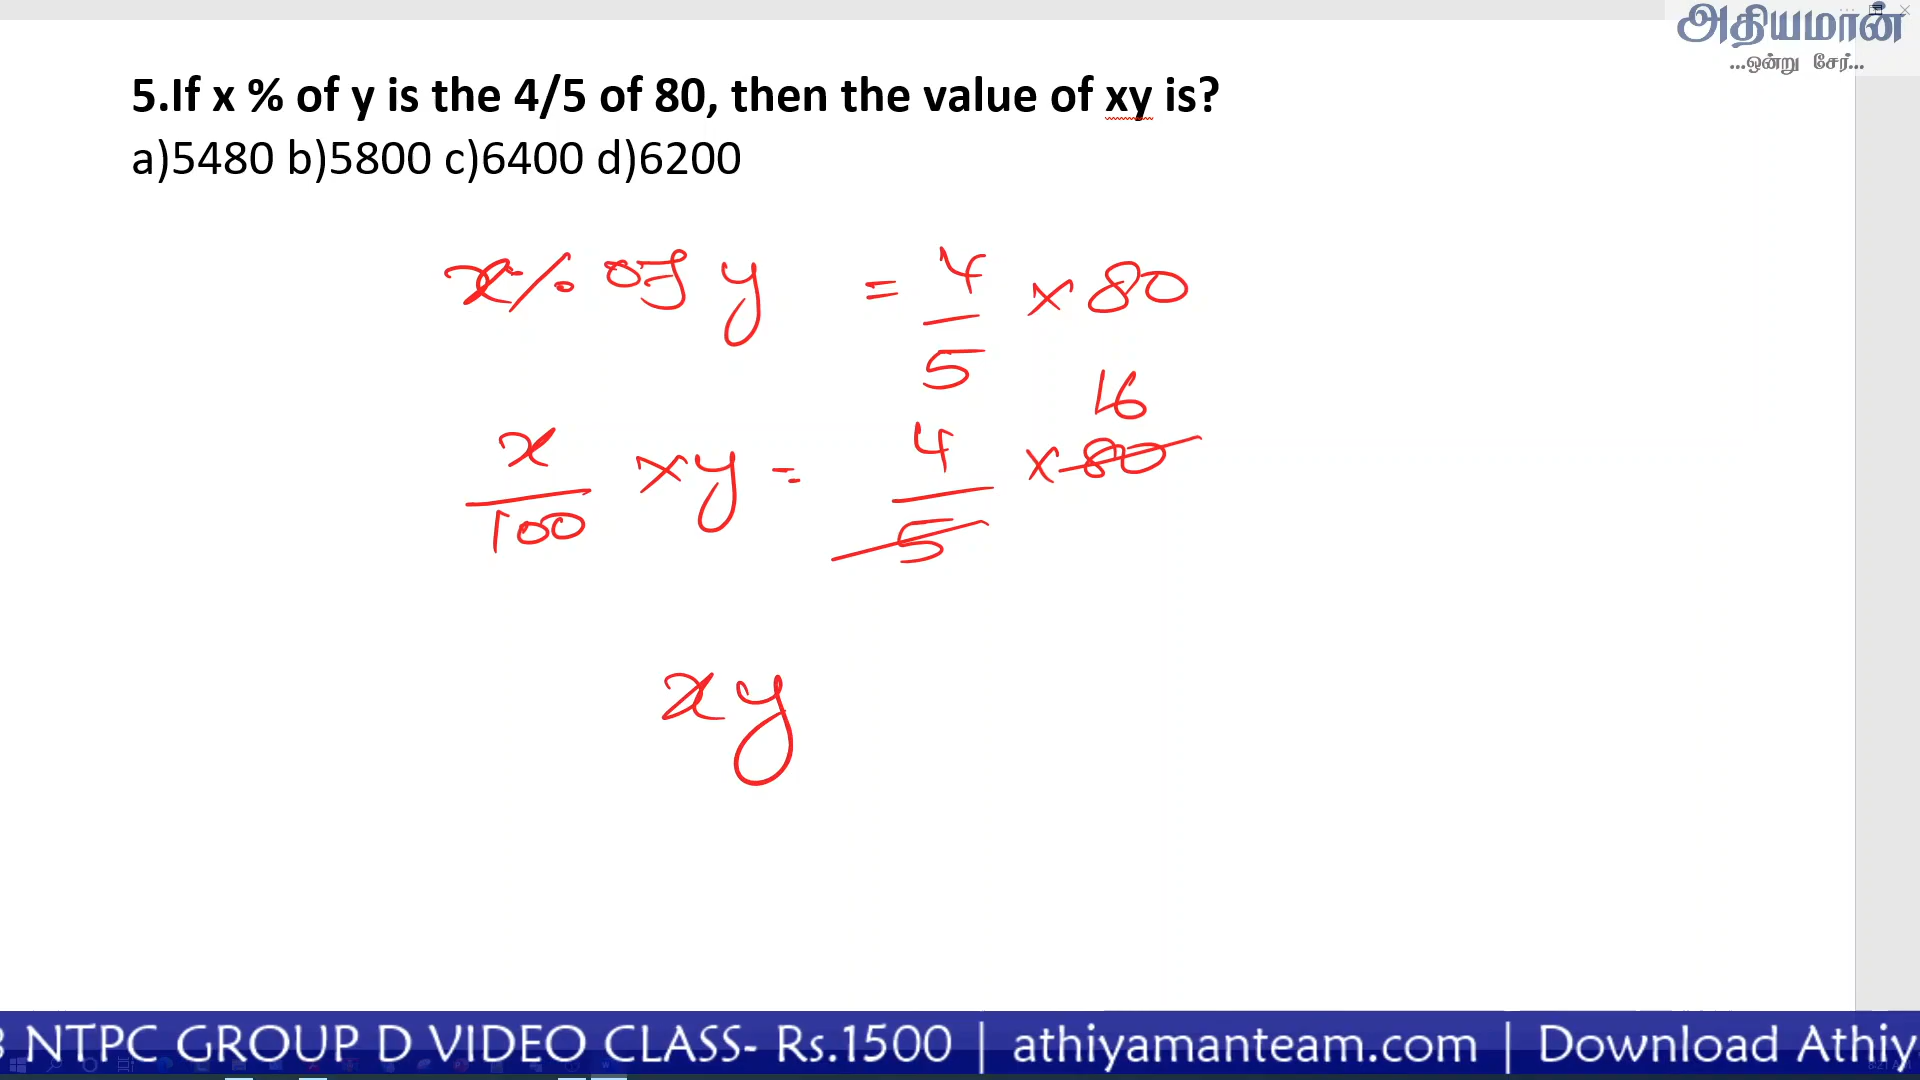 அதியமான்
...ஒன்று சேர்...
5.If x % of y is the 4/5 of 80, then the value of xy is?
a)5480 b)5800 c)6400 d)6200
x% of y = 4/5 × 80
16
x/100 × y = 4/5 × 80
xy
NTPC GROUP D VIDEO CLASS- Rs.1500 | athiyamanteam.com | Download Athiy